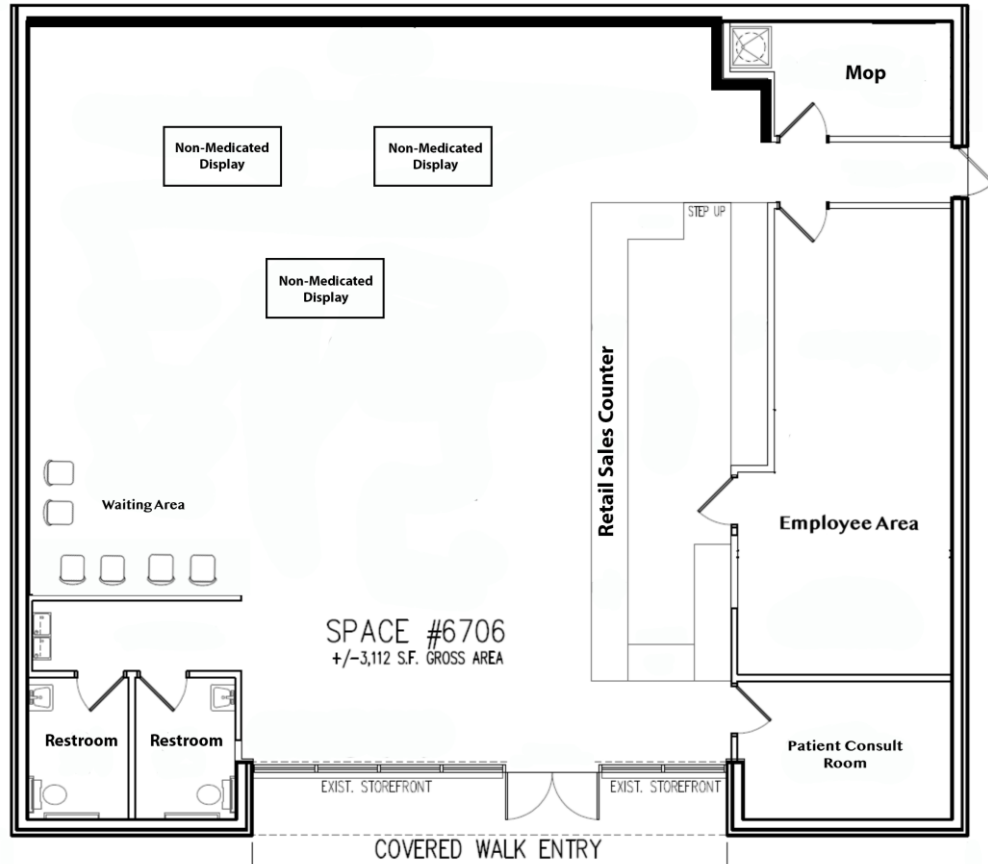 Mop
Non-Medicated
Display
Non-Medicated
Display
STEP UP
Non-Medicated
Display
Retail Sales Counter
Waiting Area
Employee Area
SPACE #6706
+/-3,112 S.F. GROSS AREA
Restroom
Restroom
Patient Consult
Room
EXIST. STOREFRONT
EXIST. STOREFRONT
COVERED WALK ENTRY